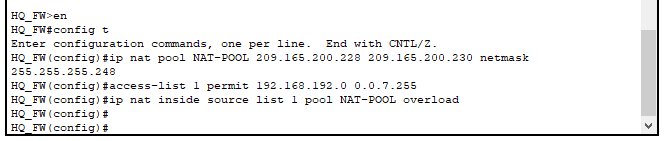 HQ_FW>en
HQ_FW#config t
Enter configuration commands, one per line.  End with CNTL/Z.
HQ_FW(config)#ip nat pool NAT-POOL 209.165.200.228 209.165.200.230 netmask
255.255.255.248
HQ_FW(config)#access-list 1 permit 192.168.192.0 0.0.7.255
HQ_FW(config)#ip nat inside source list 1 pool NAT-POOL overload
HQ_FW(config)#
HQ_FW(config)#